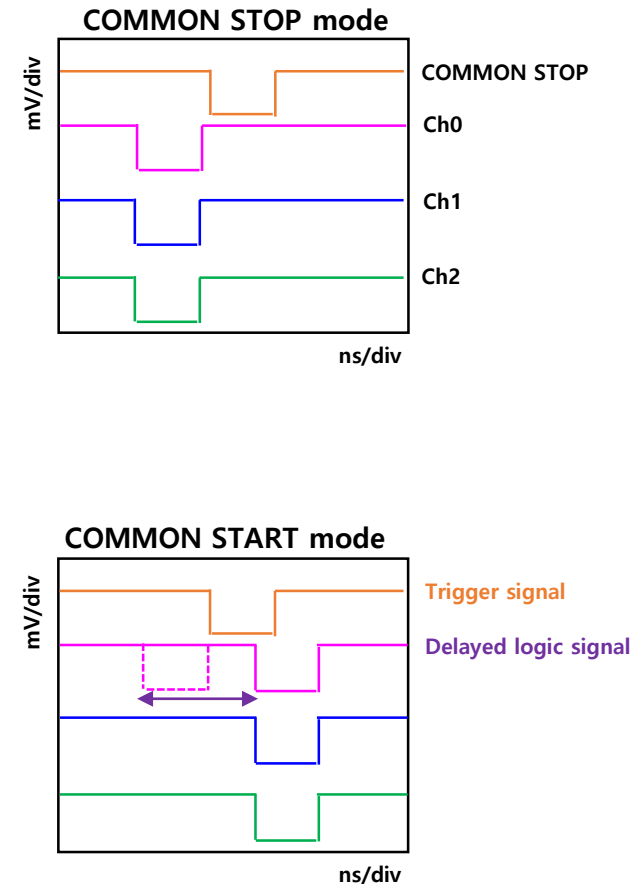 COMMON STOP mode
mV/div
COMMON STOP
Ch0
Ch1
Ch2
ns/div
COMMON START mode
mV/div
Trigger signal
Delayed logic signal
ns/div